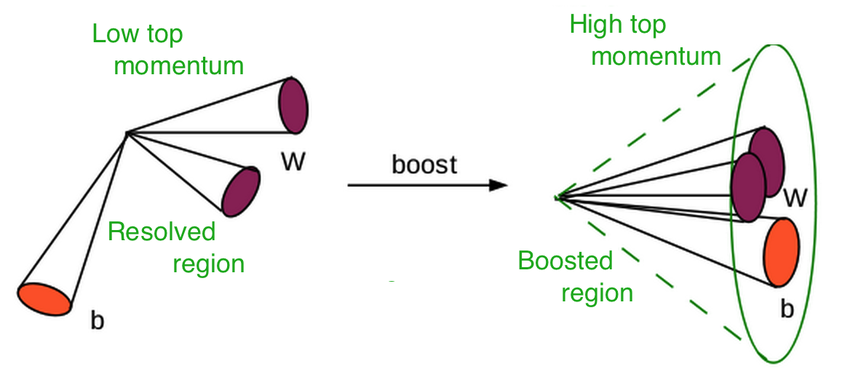 Low top
momentum
W
Resolved
region
b
boost
High top
momentum
W
Boosted
region
b